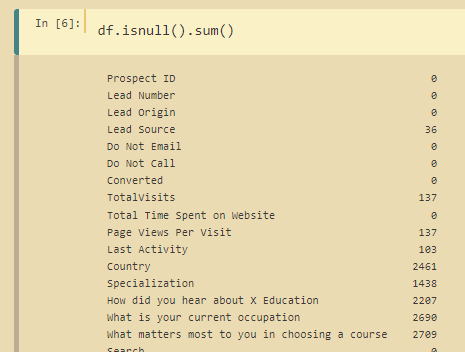 In [6]: df.isnull().sum()
Prospect ID 0
Lead Number 0
Lead Origin 0
Lead Source 36
Do Not Email 0
Do Not Call 0
Converted 0
TotalVisits 137
Total Time Spent on Website 0
Page Views Per Visit 137
Last Activity 103
Country 2461
Specialization 1438
How did you hear about X Education 2207
What is your current occupation 2690
What matters most to you in choosing a course 2709
Search 0